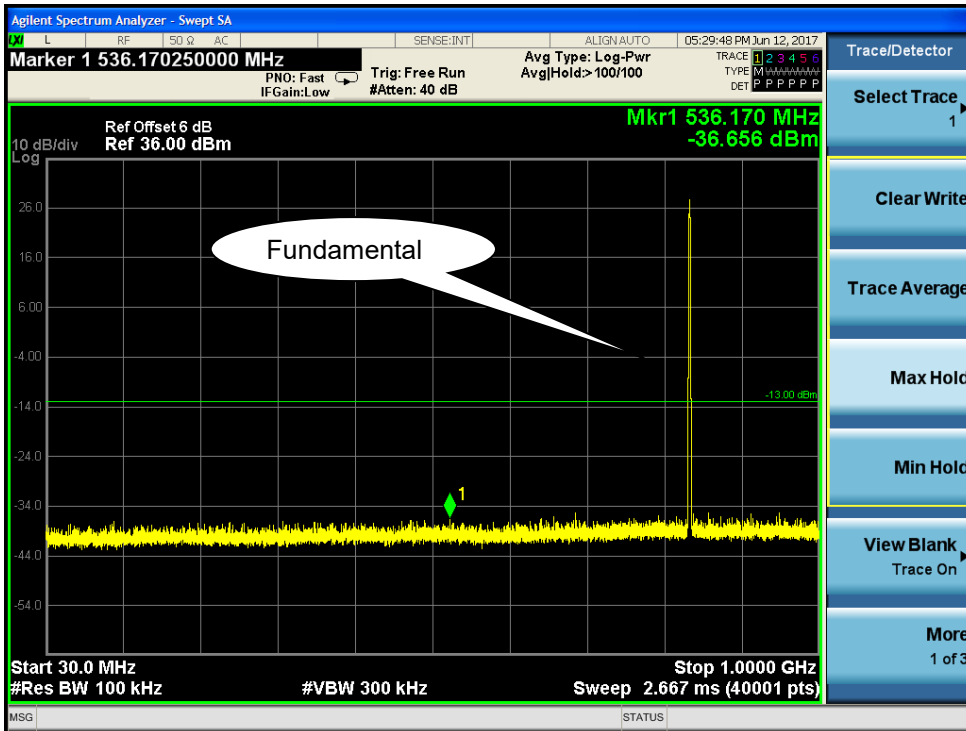 Agilent Spectrum Analyzer - Swept SA
LXI L RF 50 Ω AC SENSE:INT ALIGN AUTO 05:29:48 PM Jun 12, 2017
Marker 1 536.170250000 MHz
PNO: Fast
IFGain:Low
Trig: Free Run
#Atten: 40 dB
Avg Type: Log-Pwr
Avg|Hold:>100/100
TRACE 1 2 3 4 5 6
TYPE M WWWWW
DET P P P P P P
Trace/Detector
Select Trace
1
Clear Write
Trace Average
Max Hold
Min Hold
View Blank
Trace On
More
1 of 3
Mkr1 536.170 MHz
-36.656 dBm
Ref Offset 6 dB
10 dB/div Ref 36.00 dBm
Log
26.0
16.0
6.00
-4.00
-14.0
-24.0
-34.0
-44.0
-54.0
Fundamental
-13.00 dBm
1
Start 30.0 MHz Stop 1.0000 GHz
#Res BW 100 kHz #VBW 300 kHz Sweep 2.667 ms (40001 pts)
MSG STATUS